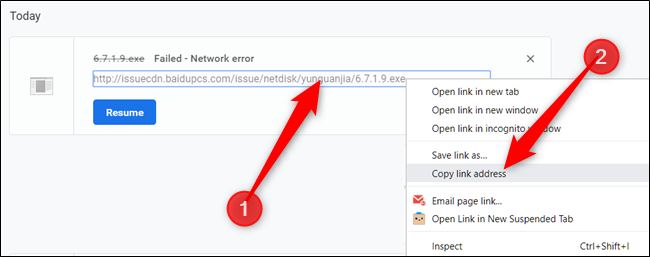 Today
6.7.1.9.exe Failed - Network error
http://issuecdn.baidupcs.com/issue/netdisk/yunguanjia/6.7.1.9.exe
Resume
1
2
Open link in new tab
Open link in new window
Open link in incognito window
Save link as...
Copy link address
Email page link...
Open Link in New Suspended Tab
Inspect Ctrl+Shift+I